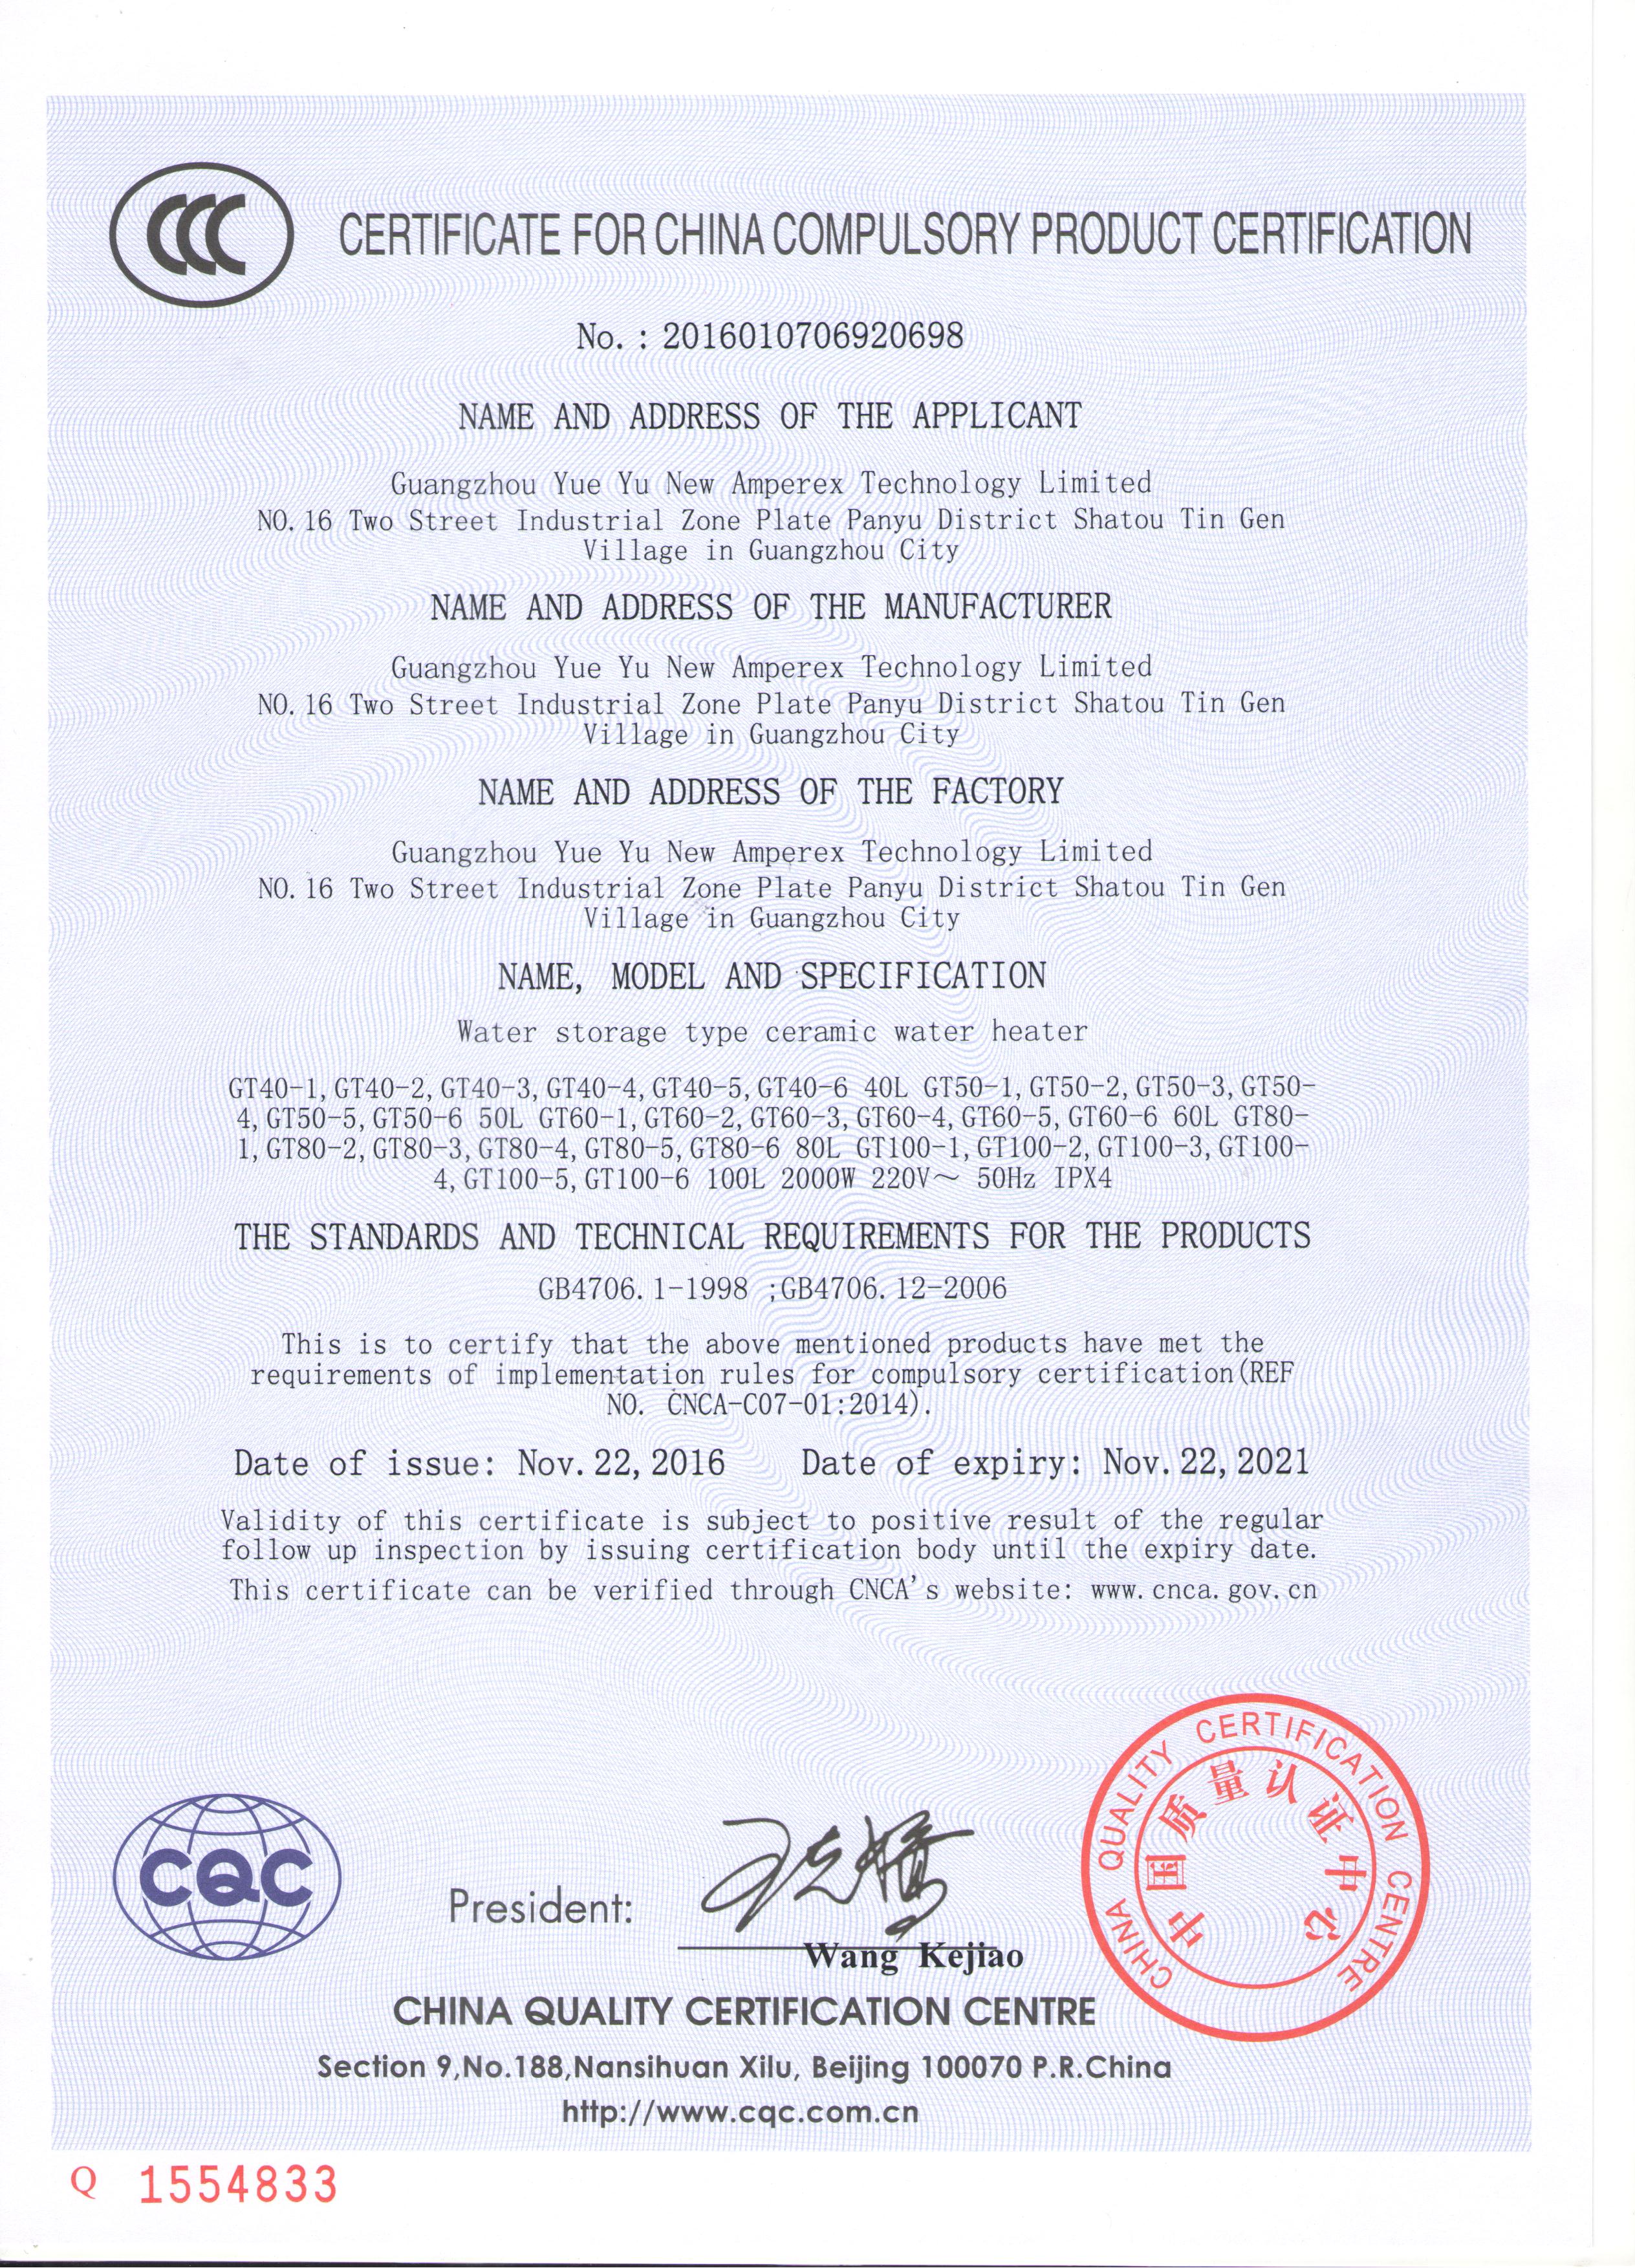 CCC
CERTIFICATE FOR CHINA COMPULSORY PRODUCT CERTIFICATION
No. : 2016010706920698
NAME AND ADDRESS OF THE APPLICANT
Guangzhou Yue Yu New Amperex Technology Limited
NO. 16 Two Street Industrial Zone Plate Panyu District Shatou Tin Gen
Village in Guangzhou City
NAME AND ADDRESS OF THE MANUFACTURER
Guangzhou Yue Yu New Amperex Technology Limited
NO. 16 Two Street Industrial Zone Plate Panyu District Shatou Tin Gen
Village in Guangzhou City
NAME AND ADDRESS OF THE FACTORY
Guangzhou Yue Yu New Amperex Technology Limited
NO. 16 Two Street Industrial Zone Plate Panyu District Shatou Tin Gen
Village in Guangzhou City
NAME, MODEL AND SPECIFICATION
Water storage type ceramic water heater
GT40-1, GT40-2, GT40-3, GT40-4, GT40-5, GT40-6 40L GT50-1, GT50-2, GT50-3, GT50-
4, GT50-5, GT50-6 50L GT60-1, GT60-2, GT60-3, GT60-4, GT60-5, GT60-6 60L GT80-
1, GT80-2, GT80-3, GT80-4, GT80-5, GT80-6 80L GT100-1, GT100-2, GT100-3, GT100-
4, GT100-5, GT100-6 100L 2000W 220V～ 50Hz IPX4
THE STANDARDS AND TECHNICAL REQUIREMENTS FOR THE PRODUCTS
GB4706. 1-1998 ;GB4706. 12-2006
This is to certify that the above mentioned products have met the
requirements of implementation rules for compulsory certification(REF
NO. CNCA-C07-01:2014).
Date of issue: Nov. 22, 2016 Date of expiry: Nov. 22, 2021
Validity of this certificate is subject to positive result of the regular
follow up inspection by issuing certification body until the expiry date.
This certificate can be verified through CNCA's website: www. cnca. gov. cn
CHINA QUALITY CERTIFICATION CENTRE
中国质量认证中心
CQC
President:
Wang Kejiao
CHINA QUALITY CERTIFICATION CENTRE
Section 9,No.188,Nansihuan Xilu, Beijing 100070 P.R.China
http://www.cqc.com.cn
Q 1554833